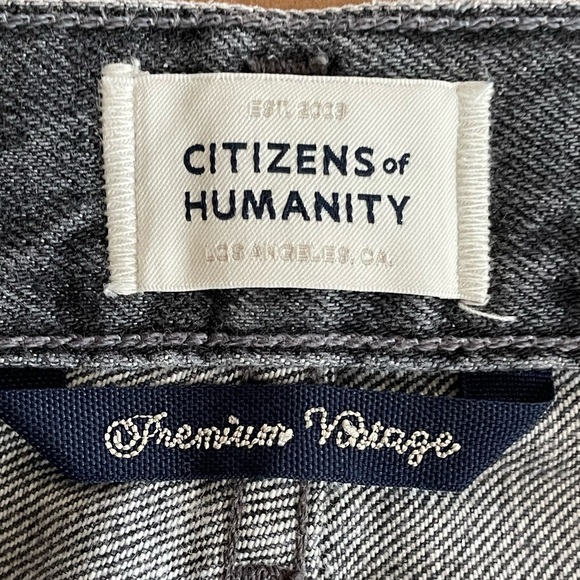 EST. 2003
CITIZENS of
HUMANITY
LOS ANGELES, CA.
Premium Vintage